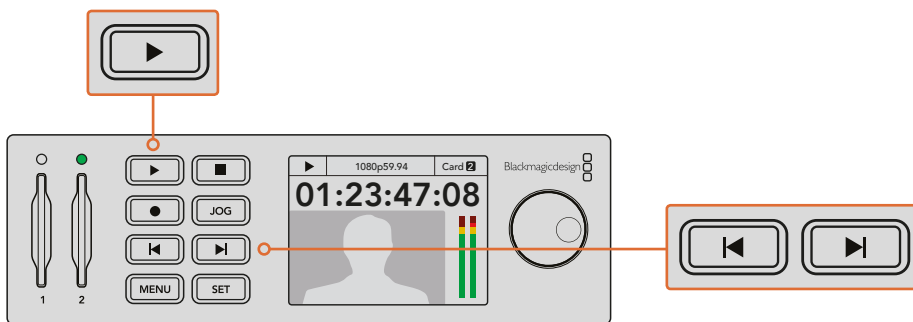 1080p59.94
Card 2
Blackmagicdesign
01:23:47:08
JOG
MENU
SET
1
2